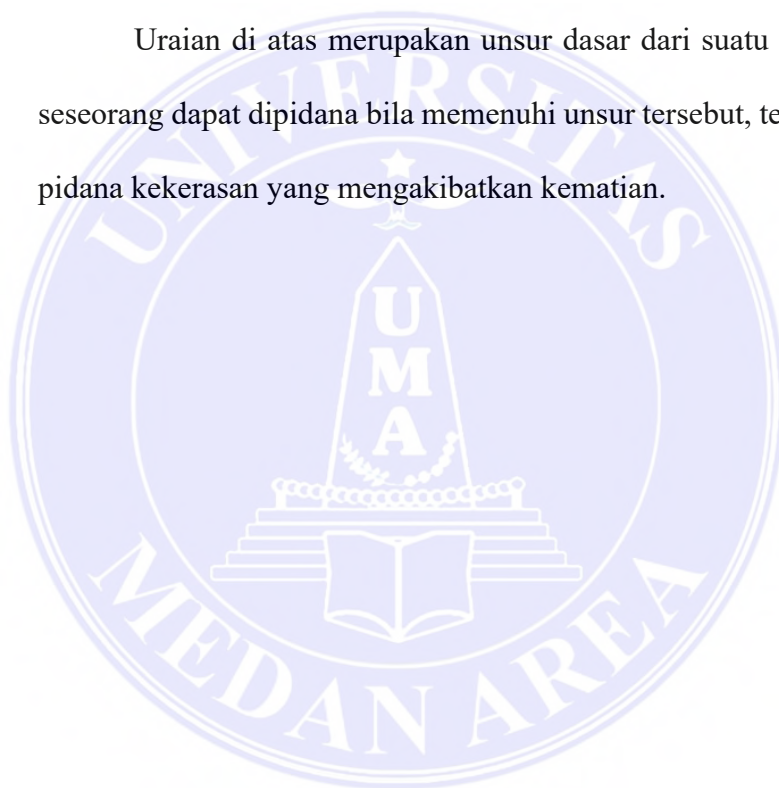 Uraian di atas merupakan unsur dasar dari suatu
seseorang dapat dipidana bila memenuhi unsur tersebut,
pidana kekerasan yang mengakibatkan kematian.
UNIVERSITAS
U
M
A
MEDAN AREA